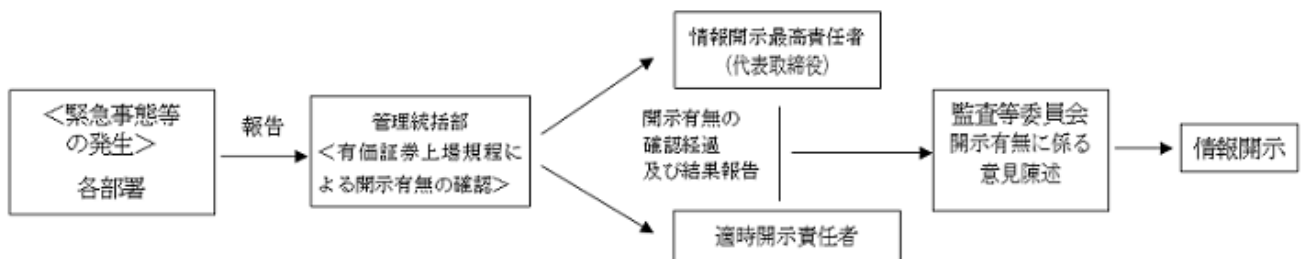 ＜緊急事態等
の発生＞
各部署
報告
管理統括部
＜有価証券上場規程に
よる開示有無の確認＞
情報開示最高責任者
(代表取締役)
開示有無の
確認経過
及び結果報告
適時開示責任者
監査等委員会
開示有無に係る
意見陳述
情報開示